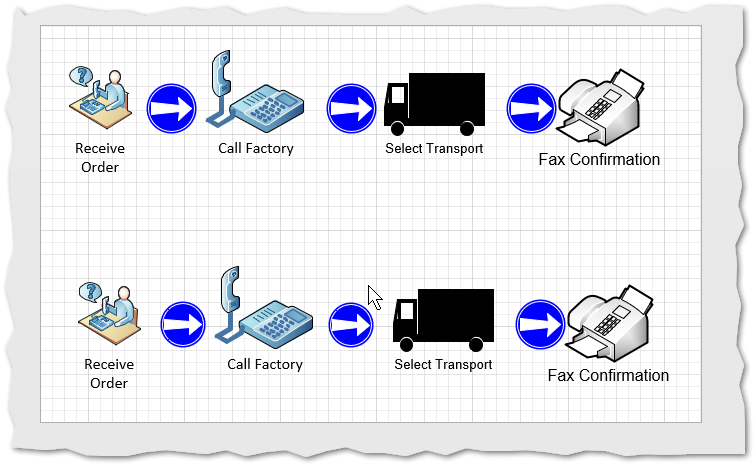 Receive
Order
Call Factory
Select Transport
Fax Confirmation
Receive
Order
Call Factory
Select Transport
Fax Confirmation